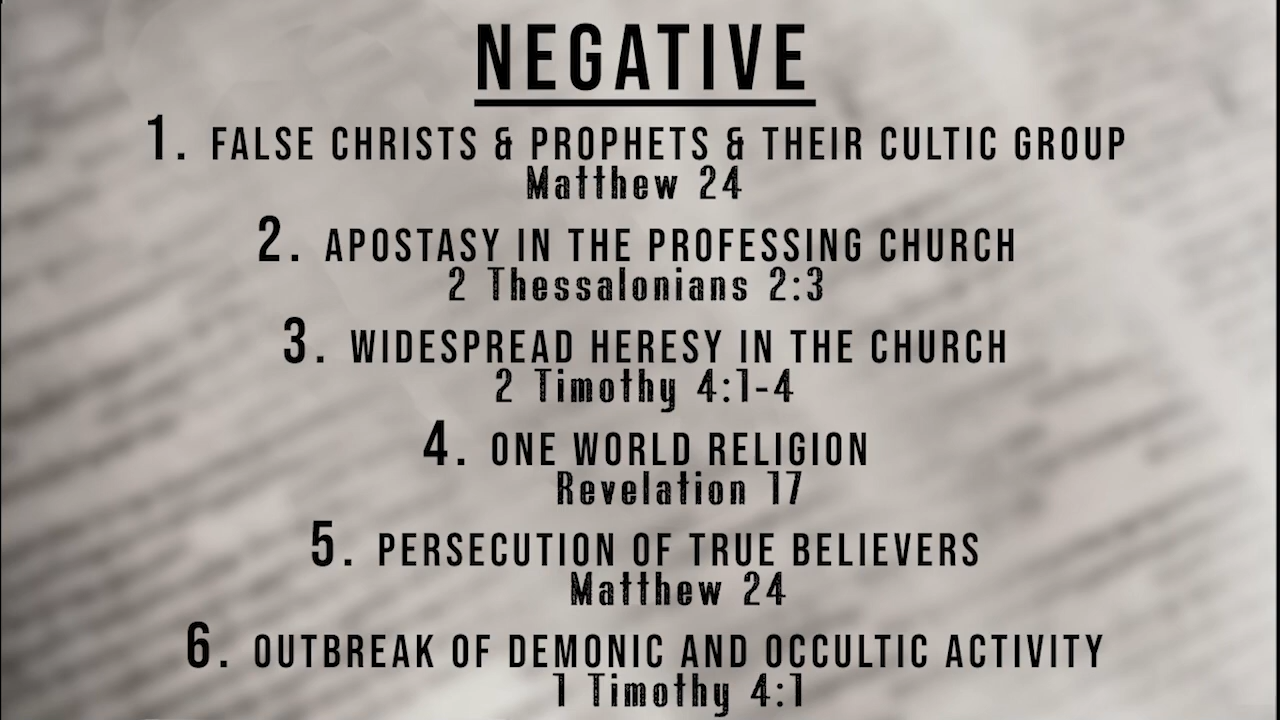 NEGATIVE
1. FALSE CHRISTS & PROPHETS & THEIR CULTIC GROUP
Matthew 24
2. APOSTASY IN THE PROFESSING CHURCH
2 Thessalonians 2:3
3. WIDESPREAD HERESY IN THE CHURCH
2 Timothy 4:1-4
4. ONE WORLD RELIGION
Revelation 17
5. PERSECUTION OF TRUE BELIEVERS
Matthew 24
6. OUTBREAK OF DEMONIC AND OCCULTIC ACTIVITY
1 Timothy 4:1